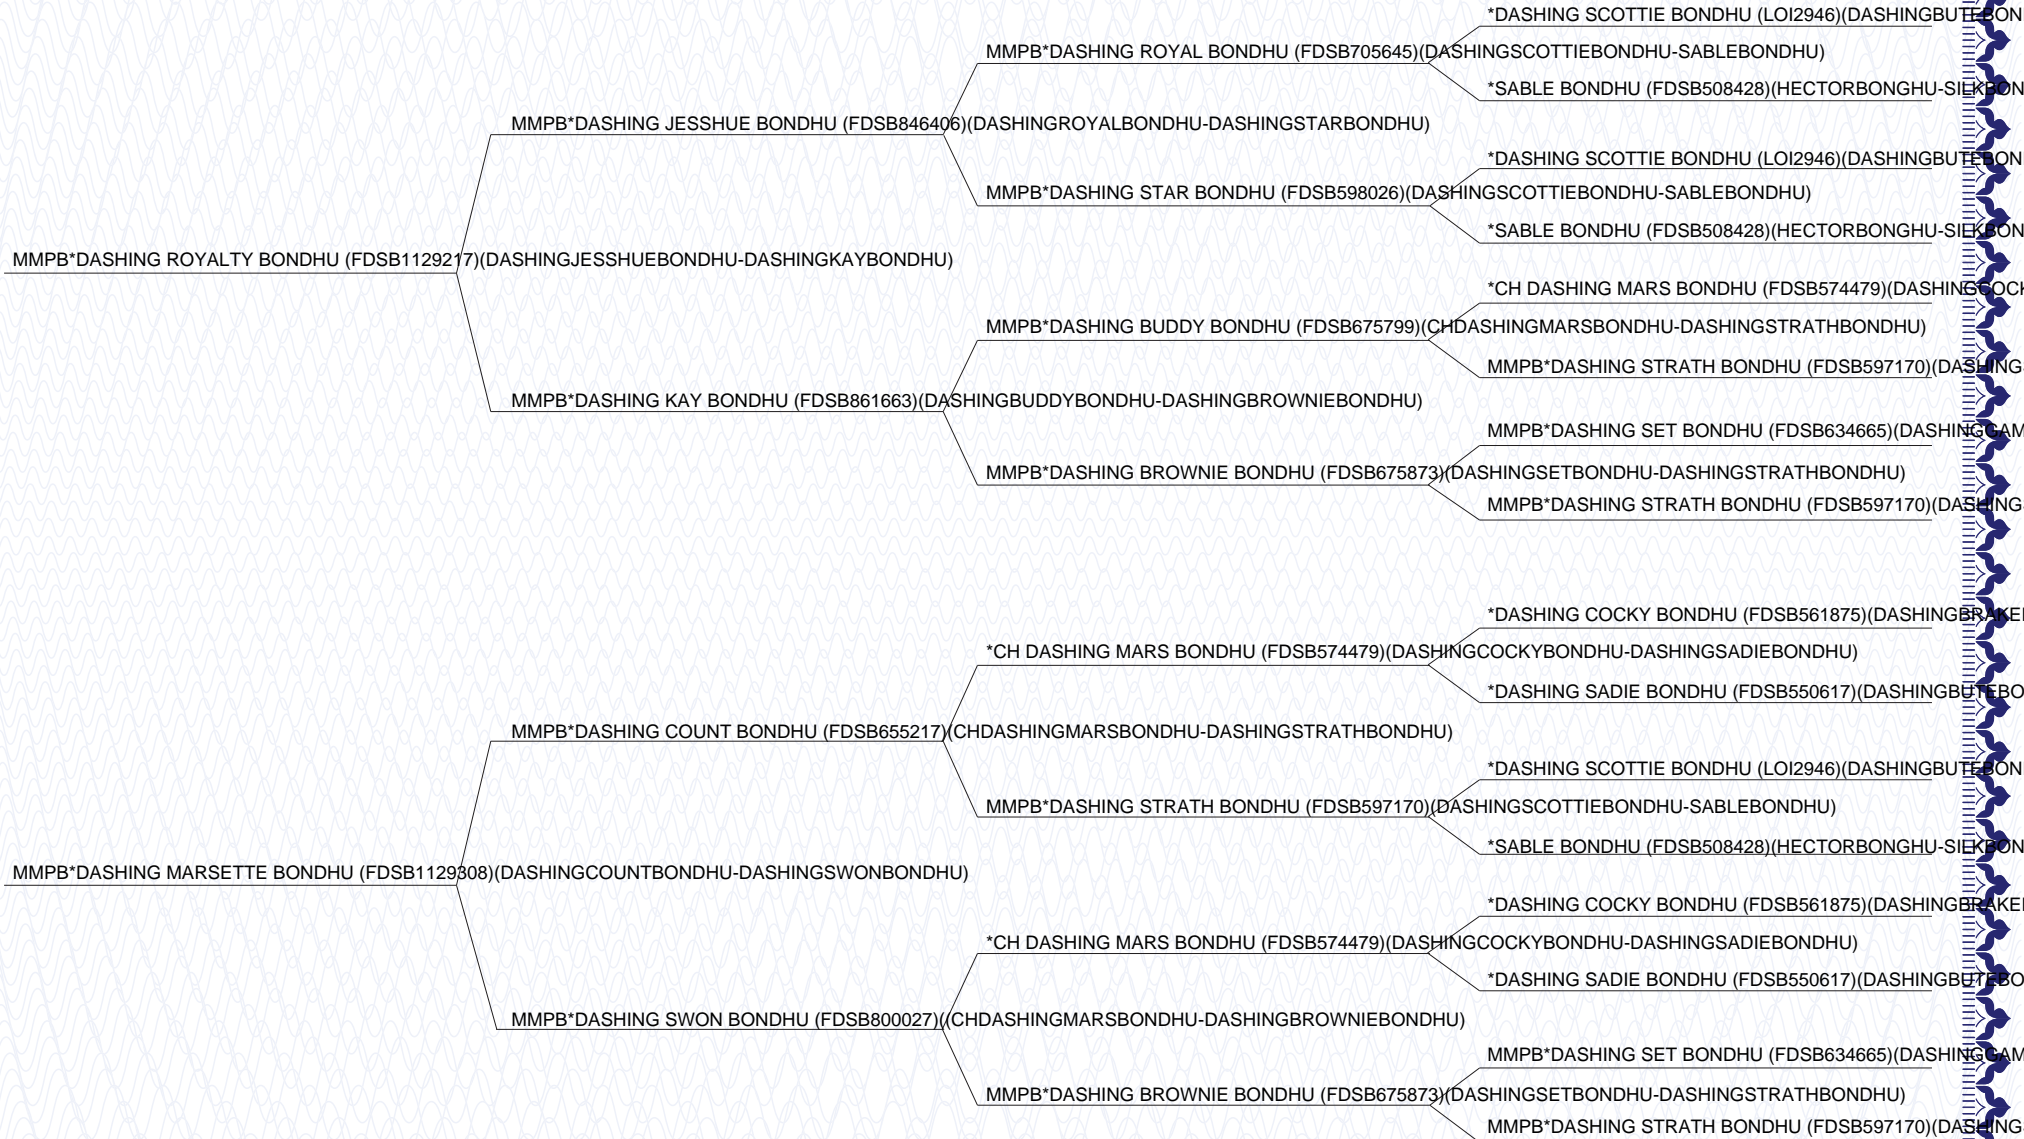 *DASHING SCOTTIE BONDHU (LOI2946)(DASHINGBUTEBON
MMPB*DASHING ROYAL BONDHU (FDSB705645)(DASHINGSCOTTIEBONDHU-SABLEBONDHU)
*SABLE BONDHU (FDSB508428)(HECTORBONGHU-SILKBON
MMPB*DASHING JESSHUE BONDHU (FDSB846406)(DASHINGROYALBONDHU-DASHINGSTARBONDHU)
*DASHING SCOTTIE BONDHU (LOI2946)(DASHINGBUTEBON
MMPB*DASHING STAR BONDHU (FDSB598026)(DASHINGSCOTTIEBONDHU-SABLEBONDHU)
*SABLE BONDHU (FDSB508428)(HECTORBONGHU-SILKBON
MMPB*DASHING ROYALTY BONDHU (FDSB1129217)(DASHINGJESSHUEBONDHU-DASHINGKAYBONDHU)
*CH DASHING MARS BONDHU (FDSB574479)(DASHINGCOCK
MMPB*DASHING BUDDY BONDHU (FDSB675799)(CHDASHINGMARSBONDHU-DASHINGSTRATHBONDHU)
MMPB*DASHING STRATH BONDHU (FDSB597170)(DASHING
MMPB*DASHING KAY BONDHU (FDSB861663)(DASHINGBUDDYBONDHU-DASHINGBROWNIEBONDHU)
MMPB*DASHING SET BONDHU (FDSB634665)(DASHINGGAM
MMPB*DASHING BROWNIE BONDHU (FDSB675873)(DASHINGSETBONDHU-DASHINGSTRATHBONDHU)
MMPB*DASHING STRATH BONDHU (FDSB597170)(DASHING
*DASHING COCKY BONDHU (FDSB561875)(DASHINGBRAKE
*CH DASHING MARS BONDHU (FDSB574479)(DASHINGCOCKYBONDHU-DASHINGSADIEBONDHU)
*DASHING SADIE BONDHU (FDSB550617)(DASHINGBUTEBO
MMPB*DASHING COUNT BONDHU (FDSB655217)(CHDASHINGMARSBONDHU-DASHINGSTRATHBONDHU)
*DASHING SCOTTIE BONDHU (LOI2946)(DASHINGBUTEBON
MMPB*DASHING STRATH BONDHU (FDSB597170)(DASHINGSCOTTIEBONDHU-SABLEBONDHU)
*SABLE BONDHU (FDSB508428)(HECTORBONGHU-SILKBON
MMPB*DASHING MARSETTE BONDHU (FDSB1129308)(DASHINGCOUNTBONDHU-DASHINGSWONBONDHU)
*DASHING COCKY BONDHU (FDSB561875)(DASHINGBRAKE
*CH DASHING MARS BONDHU (FDSB574479)(DASHINGCOCKYBONDHU-DASHINGSADIEBONDHU)
*DASHING SADIE BONDHU (FDSB550617)(DASHINGBUTEBO
MMPB*DASHING SWON BONDHU (FDSB800027)((CHDASHINGMARSBONDHU-DASHINGBROWNIEBONDHU)
MMPB*DASHING SET BONDHU (FDSB634665)(DASHINGGAM
MMPB*DASHING BROWNIE BONDHU (FDSB675873)(DASHINGSETBONDHU-DASHINGSTRATHBONDHU)
MMPB*DASHING STRATH BONDHU (FDSB597170)(DASHING